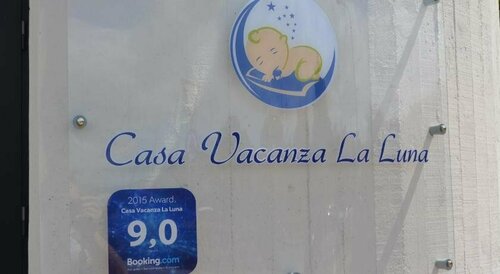 Casa Vacanza La Luna
2015 Award.
Casa Vacanza La Luna
9,0
Booking.com